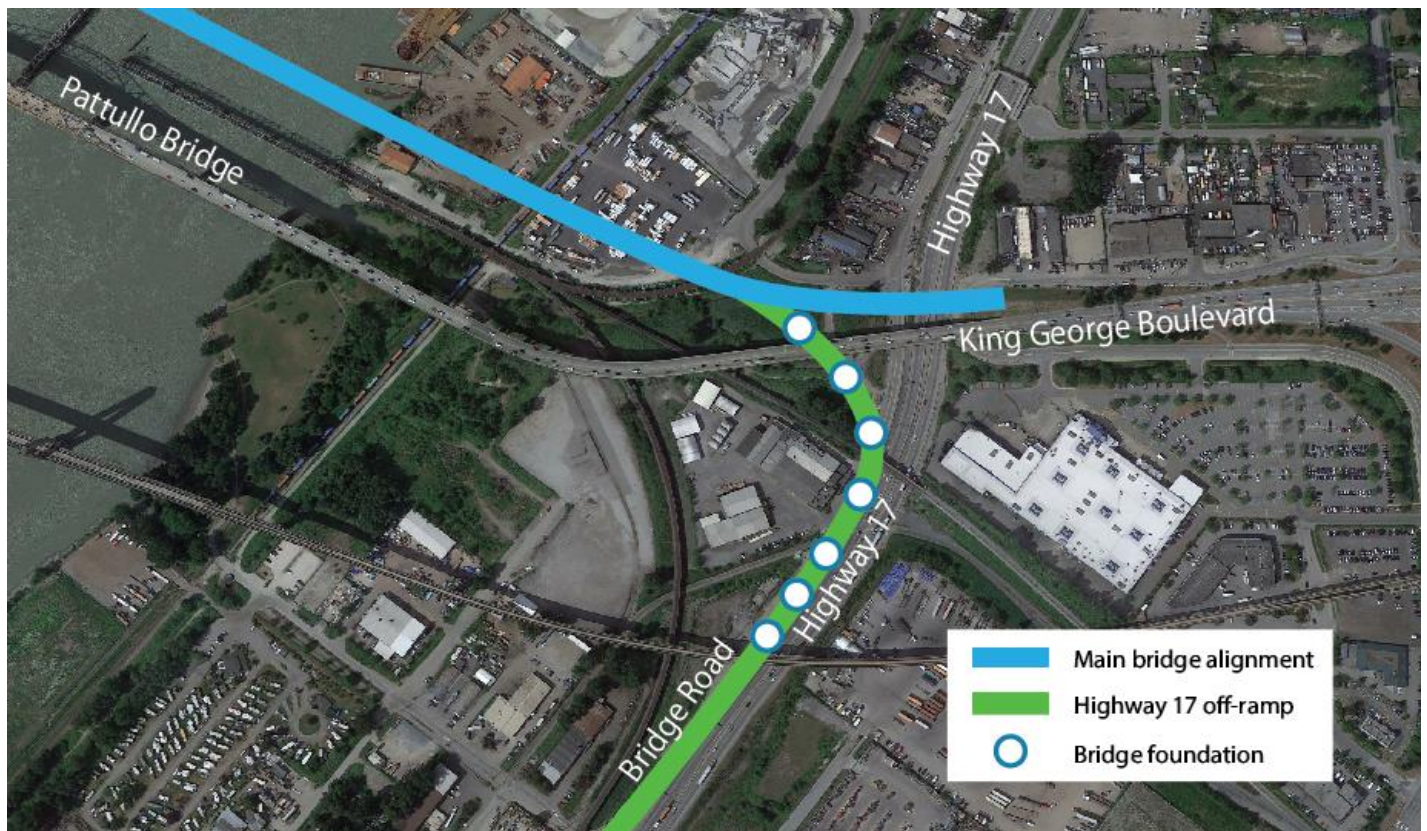 Pattullo Bridge
Highway 17
King George Boulevard
Highway 17
Bridge Road
Main bridge alignment
Highway 17 off-ramp
Bridge foundation